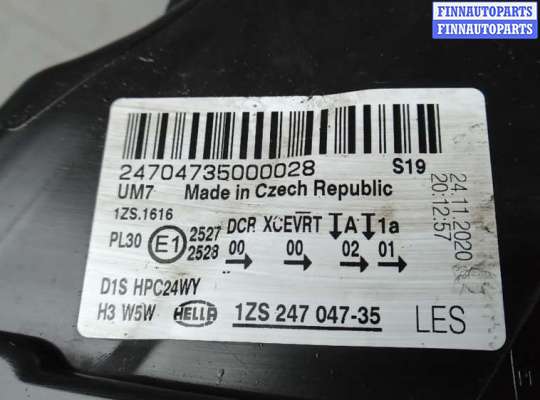 FINNAUTOPARTS
FINNAUTOPARTS
24704735000028
S19
UM7 Made in Czech Republic
24.11.2020
20:12:57
1ZS.1616
PL30 E1 2527
2528
DCR XCEVRT A 1a
00 00 02 01
D1S HPC24WY
H3 W5W HELLA 1ZS 247 047-35
LES